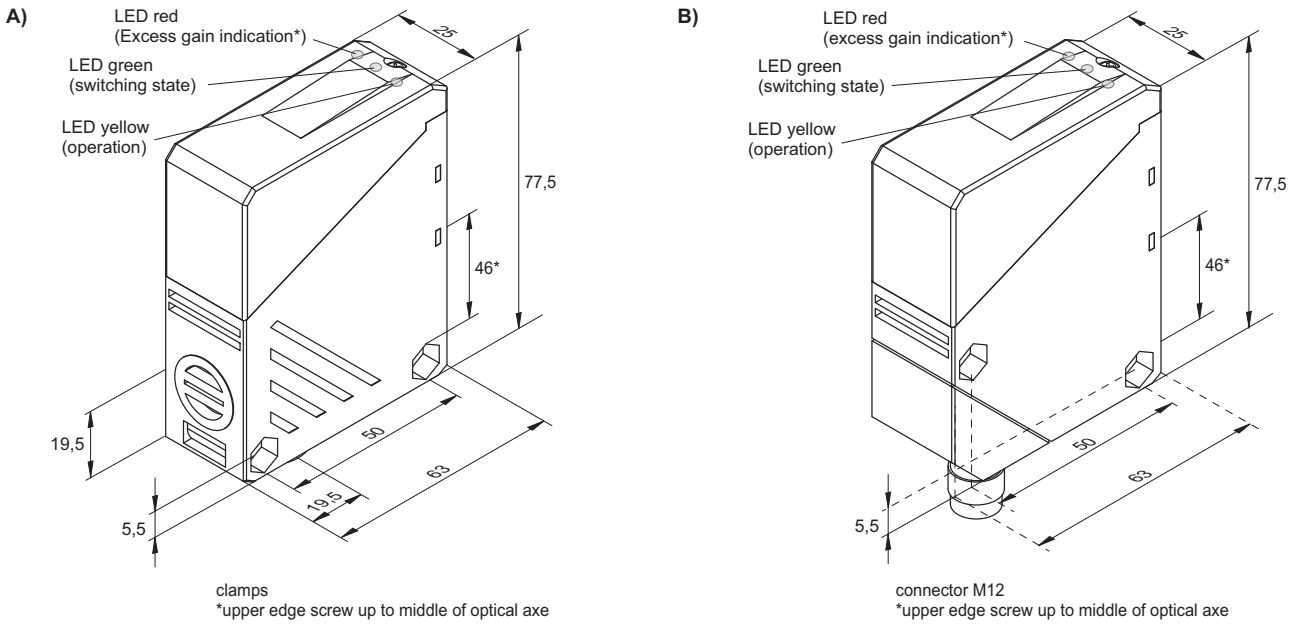 A)
LED red
(Excess gain indication*)
LED green
(switching state)
LED yellow
(operation)
25
77,5
46*
19,5
50
63
19,5
5,5
clamps
*upper edge screw up to middle of optical axe
B)
LED red
(excess gain indication*)
LED green
(switching state)
LED yellow
(operation)
25
77,5
46*
50
63
5,5
connector M12
*upper edge screw up to middle of optical axe